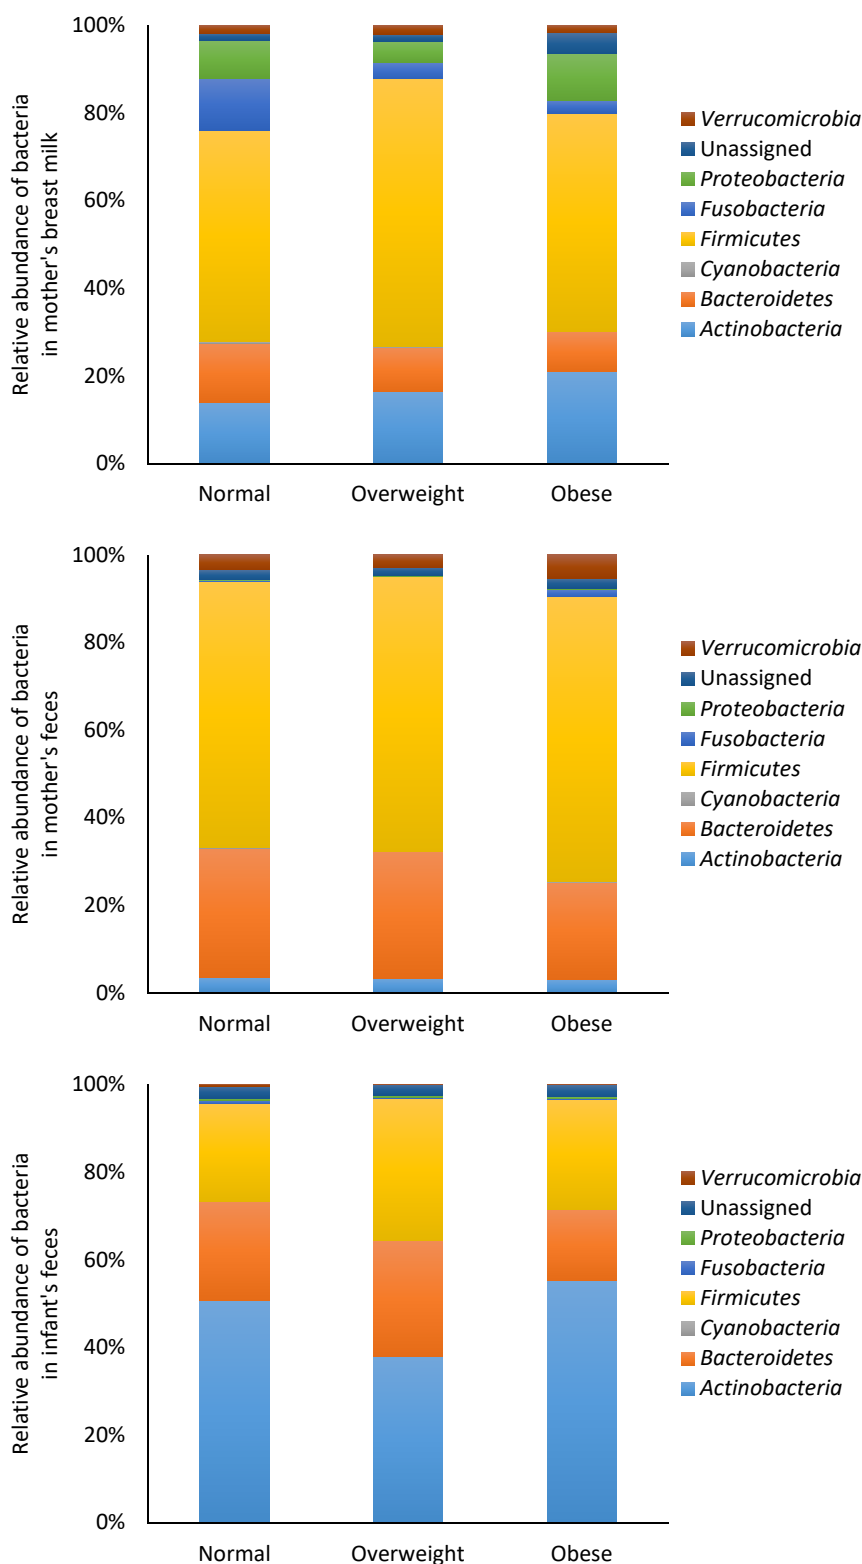 Relative abundance of bacteria
in mother's breast milk
100%
80%
60%
40%
20%
0%
Normal
Overweight
Obese
Verrucomicrobia
Unassigned
Proteobacteria
Fusobacteria
Firmicutes
Cyanobacteria
Bacteroidetes
Actinobacteria
Relative abundance of bacteria
in mother's feces
100%
80%
60%
40%
20%
0%
Normal
Overweight
Obese
Verrucomicrobia
Unassigned
Proteobacteria
Fusobacteria
Firmicutes
Cyanobacteria
Bacteroidetes
Actinobacteria
Relative abundance of bacteria
in infant's feces
100%
80%
60%
40%
20%
0%
Normal
Overweight
Obese
Verrucomicrobia
Unassigned
Proteobacteria
Fusobacteria
Firmicutes
Cyanobacteria
Bacteroidetes
Actinobacteria